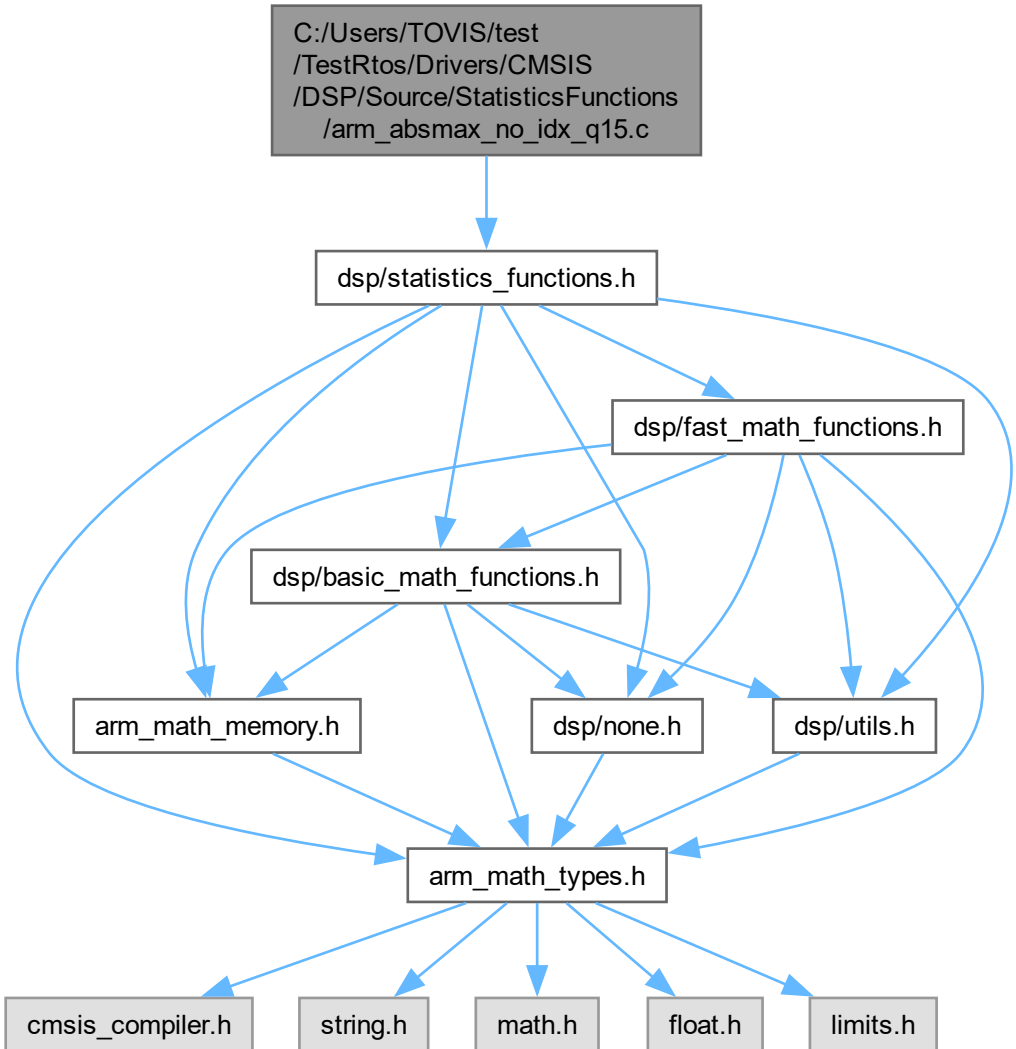 C:/Users/TOVIS/test
/TestRtos/Drivers/CMSIS
/DSP/Source/StatisticsFunctions
/arm_absmax_no_idx_q15.c
dsp/statistics_functions.h
dsp/fast_math_functions.h
dsp/basic_math_functions.h
arm_math_memory.h
dsp/none.h
dsp/utils.h
arm_math_types.h
cmsis_compiler.h
string.h
math.h
float.h
limits.h